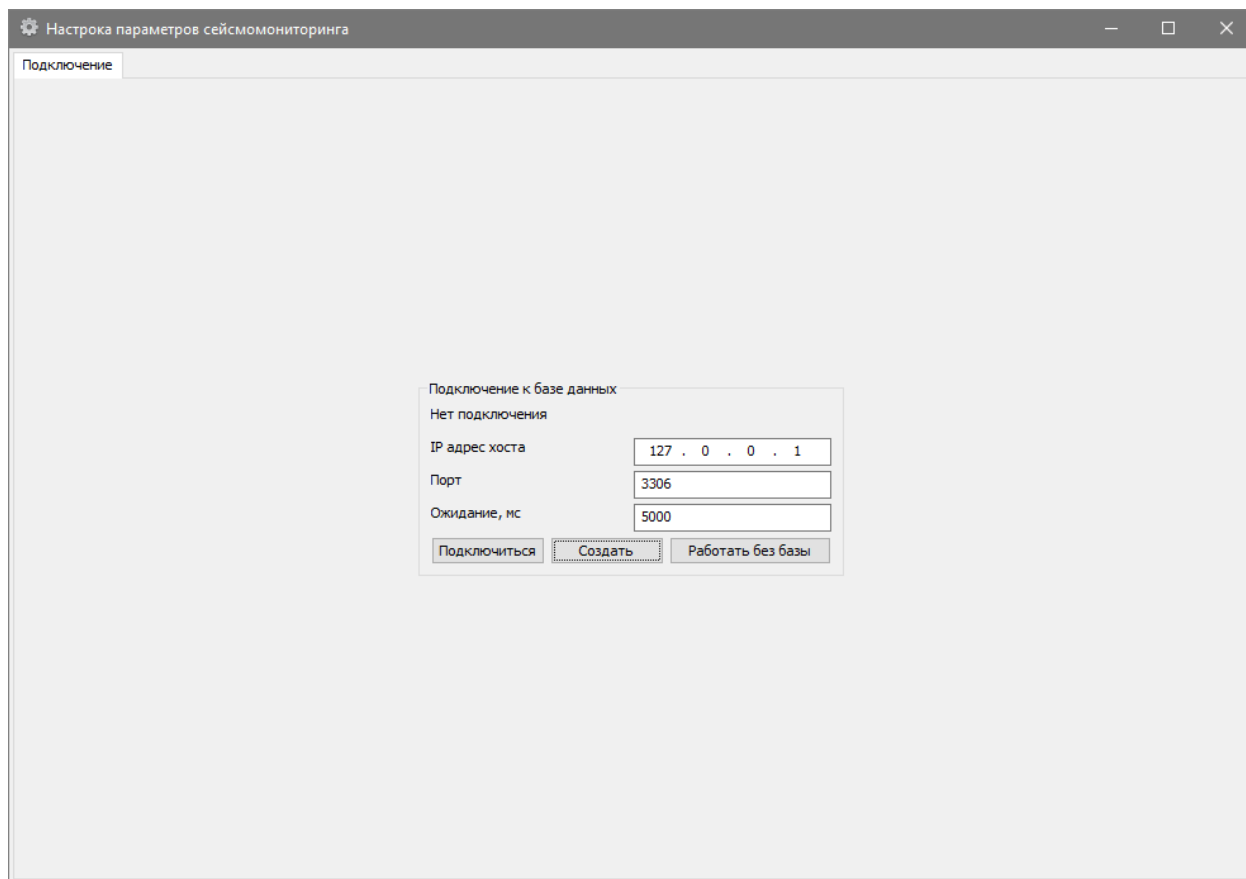 Настрока параметров сейсмомониторинга
Подключение
Подключение к базе данных
Нет подключения
IP адрес хоста 127 . 0 . 0 . 1
Порт 3306
Ожидание, мс 5000
Подключиться Создать Работать без базы